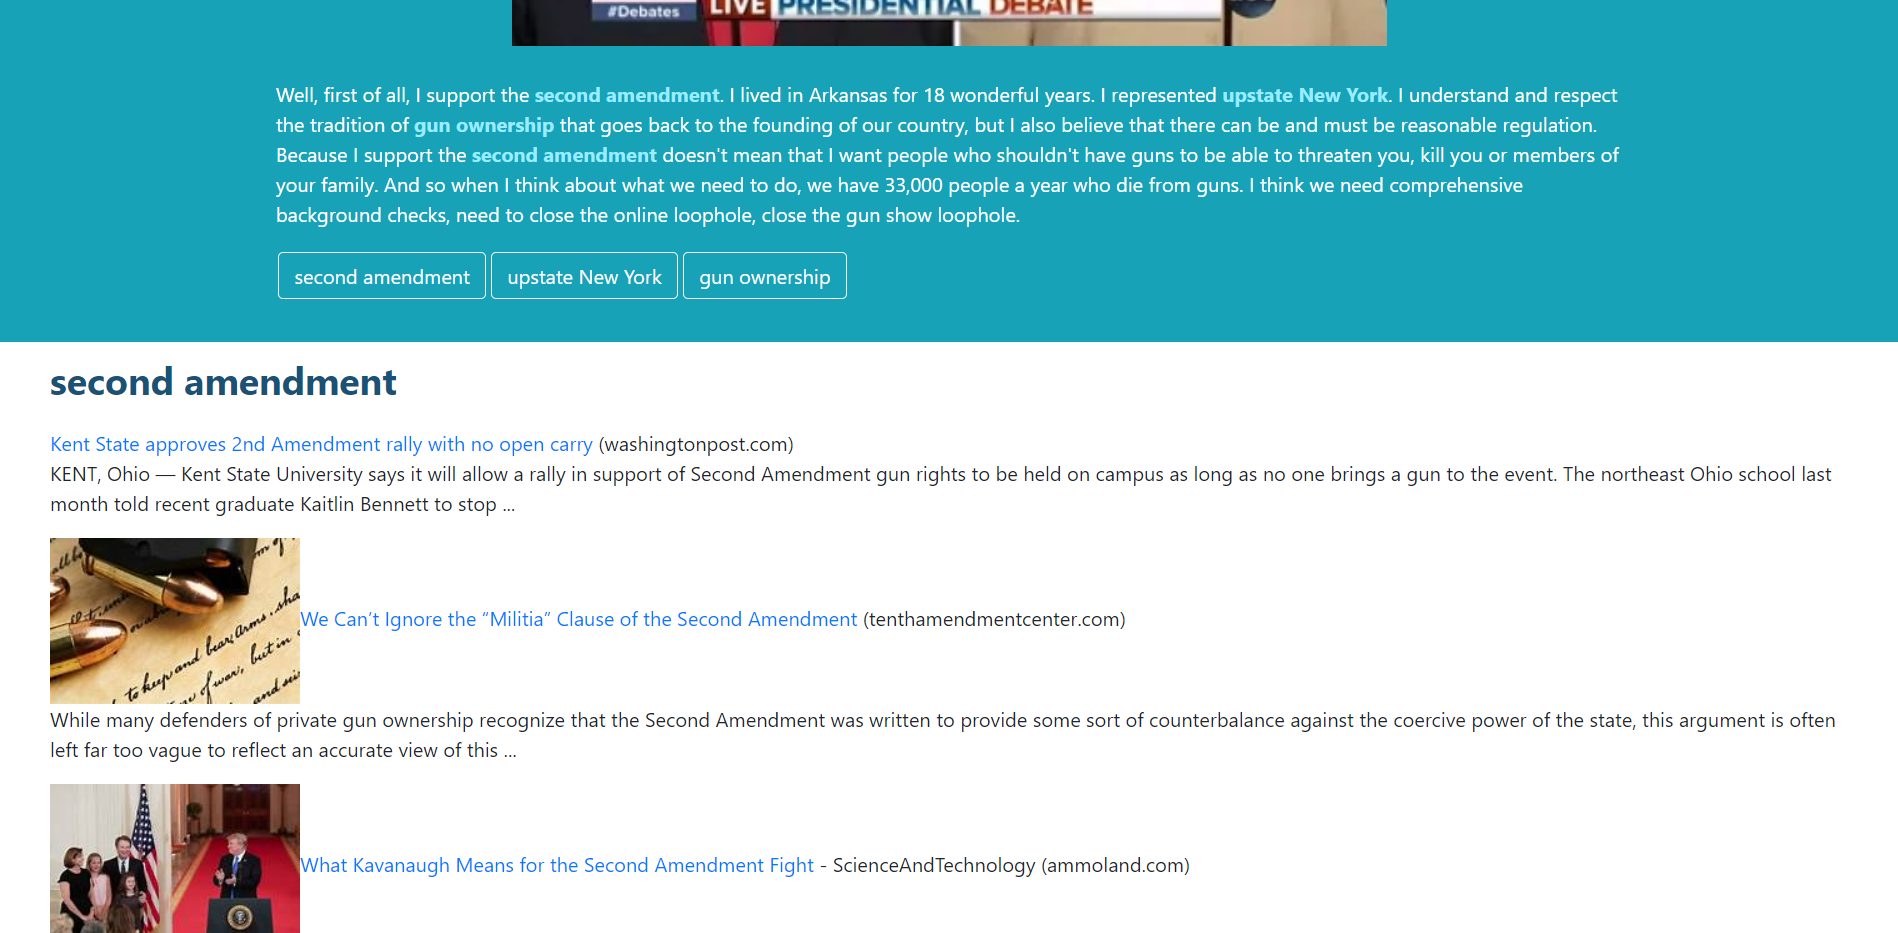 #Debates LIVE PRESIDENTIAL DEBATE
Well, first of all, I support the second amendment. I lived in Arkansas for 18 wonderful years. I represented upstate New York. I understand and respect
the tradition of gun ownership that goes back to the founding of our country, but I also believe that there can be and must be reasonable regulation.
Because I support the second amendment doesn't mean that I want people who shouldn't have guns to be able to threaten you, kill you or members of
your family. And so when I think about what we need to do, we have 33,000 people a year who die from guns. I think we need comprehensive
background checks, need to close the online loophole, close the gun show loophole.
second amendment upstate New York gun ownership
second amendment
Kent State approves 2nd Amendment rally with no open carry (washingtonpost.com)
KENT, Ohio — Kent State University says it will allow a rally in support of Second Amendment gun rights to be held on campus as long as no one brings a gun to the event. The northeast Ohio school last
month told recent graduate Kaitlin Bennett to stop ...
to keep and bear Arms, sha
of war, but in
and
We Can’t Ignore the “Militia” Clause of the Second Amendment (tenthamendmentcenter.com)
While many defenders of private gun ownership recognize that the Second Amendment was written to provide some sort of counterbalance against the coercive power of the state, this argument is often
left far too vague to reflect an accurate view of this ...
What Kavanaugh Means for the Second Amendment Fight - ScienceAndTechnology (ammoland.com)